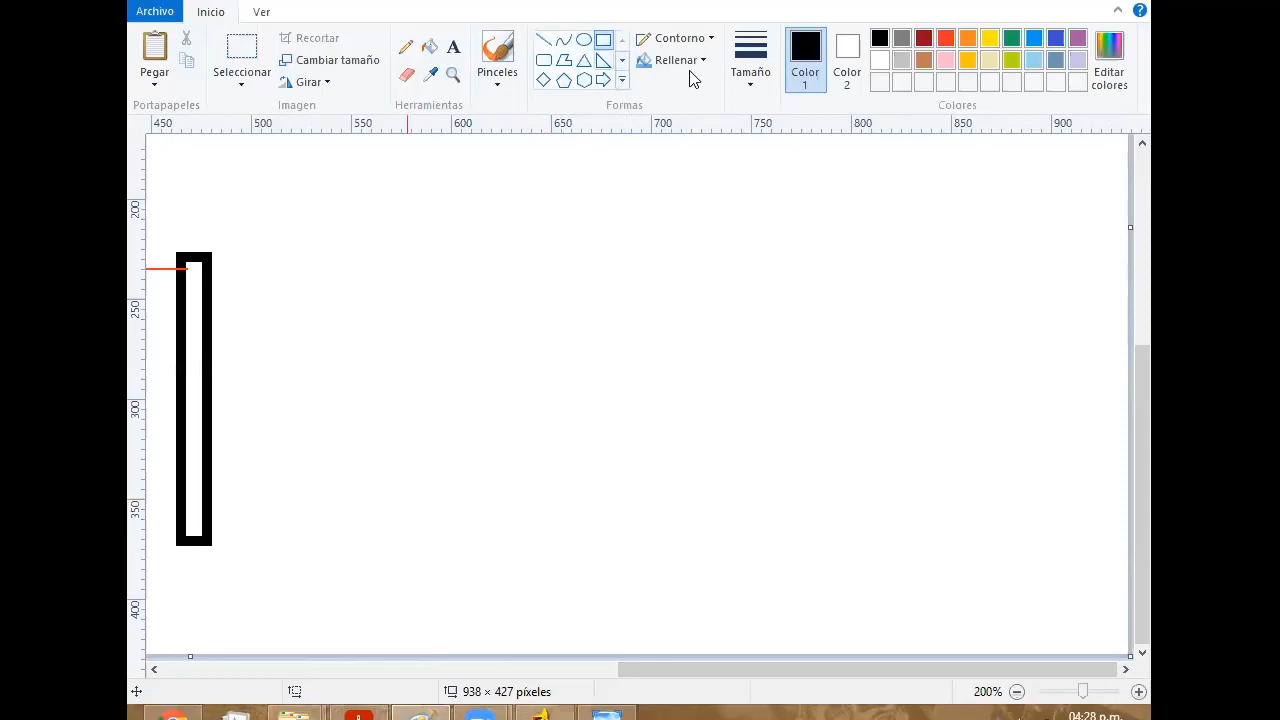 Archivo Inicio Ver
Recortar Contorno
Cambiar tamaño Rellenar
Pegar Seleccionar Girar Pinceles Tamaño Color 1 Color 2 Editar colores
Portapapeles Imagen Herramientas Formas Colores
450 500 550 600 650 700 750 800 850 900
200
250
300
350
400
938 × 427 píxeles 200%
04:28 p.m.